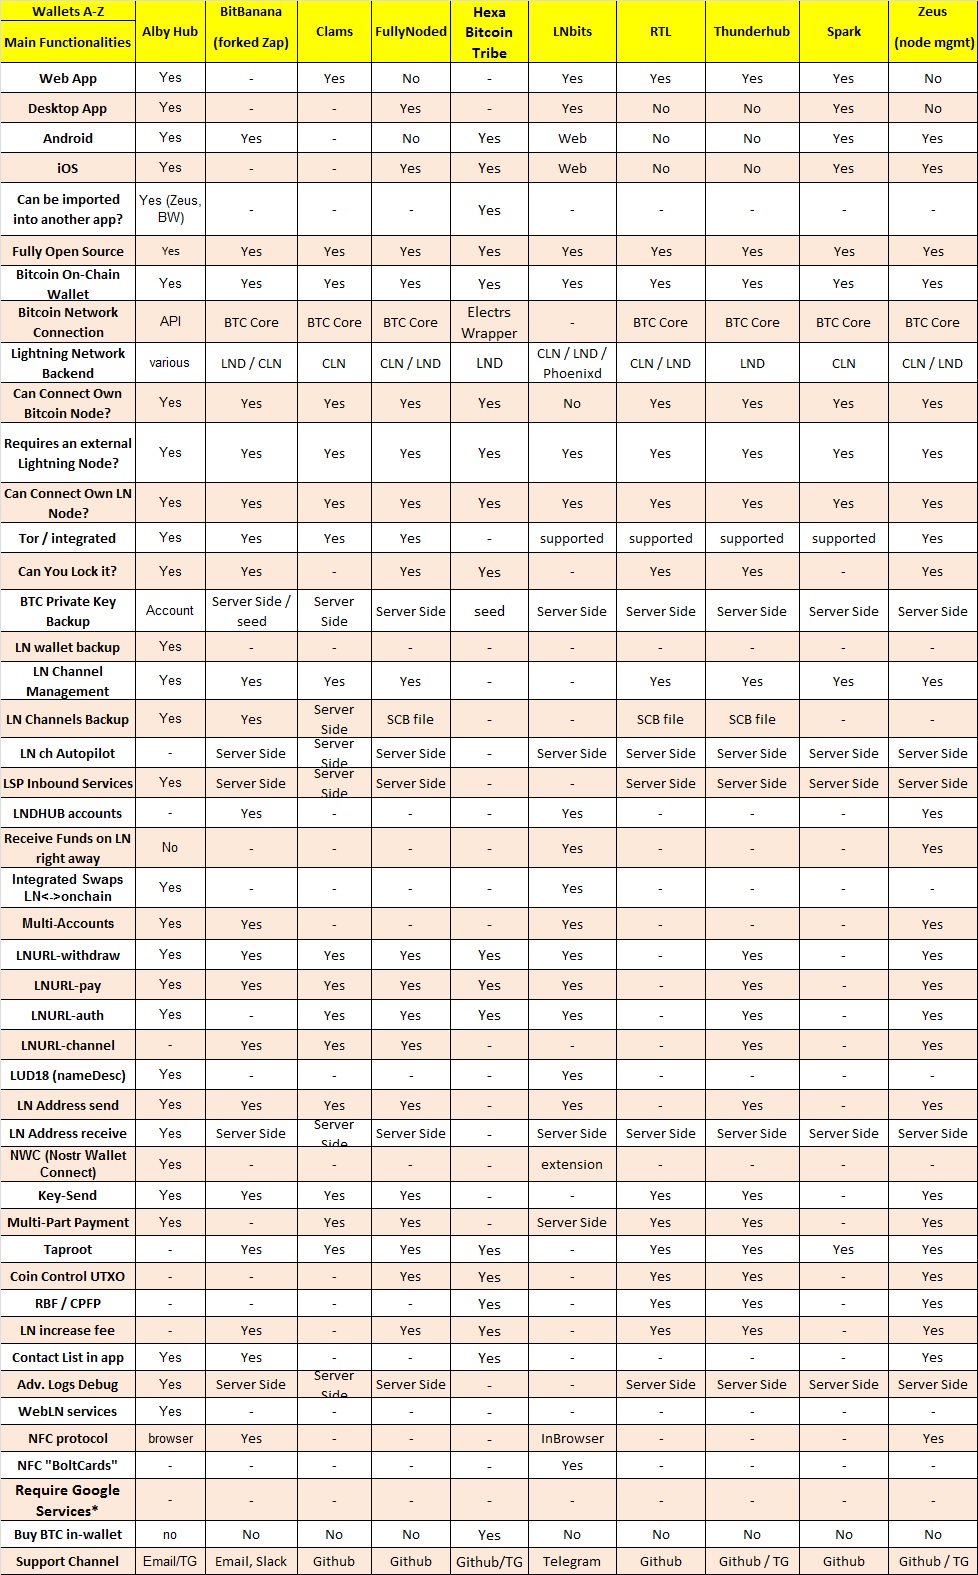 Wallets A-Z
Main Functionalities
Alby Hub
BitBanana
(forked Zap)
Clams
FullyNoded
Hexa
Bitcoin
Tribe
LNbits
RTL
Thunderhub
Spark
Zeus
(node mgmt)
Web App Yes - Yes No - Yes Yes Yes Yes No
Desktop App Yes - - Yes - Yes No No Yes No
Android Yes Yes - No Yes Web No No Yes Yes
iOS Yes - - Yes Yes Web No No Yes Yes
Can be imported
into another app?
Yes (Zeus,
BW)
- - - Yes - - - - -
Fully Open Source Yes Yes Yes Yes Yes Yes Yes Yes Yes Yes
Bitcoin On-Chain
Wallet
Yes Yes Yes Yes Yes Yes Yes Yes Yes Yes
Bitcoin Network
Connection
API BTC Core BTC Core BTC Core
Electrs
Wrapper
- BTC Core BTC Core BTC Core BTC Core
Lightning Network
Backend
various LND / CLN CLN CLN / LND LND
CLN / LND /
Phoenixd
CLN / LND LND CLN CLN / LND
Can Connect Own
Bitcoin Node?
Yes Yes Yes Yes Yes No Yes Yes Yes Yes
Requires an external
Lightning Node?
Yes Yes Yes Yes Yes Yes Yes Yes Yes Yes
Can Connect Own LN
Node?
Yes Yes Yes Yes Yes Yes Yes Yes Yes Yes
Tor / integrated Yes Yes Yes Yes - supported supported supported supported Yes
Can You Lock it? Yes Yes - Yes Yes - Yes Yes - Yes
BTC Private Key
Backup
Account
Server Side /
seed
Server
Side
Server Side seed Server Side Server Side Server Side Server Side Server Side
LN wallet backup Yes - - - - - - - - -
LN Channel
Management
Yes Yes Yes Yes - - Yes Yes Yes Yes
LN Channels Backup Yes Yes
Server
Side
SCB file - - SCB file SCB file - -
LN ch Autopilot - Server Side
Server
Side
Server Side - Server Side Server Side Server Side Server Side Server Side
LSP Inbound Services Yes Server Side
Server
Side
Server Side - - Server Side Server Side Server Side Server Side
LNDHUB accounts - Yes - - - Yes - - - Yes
Receive Funds on LN
right away
No - - - - Yes - - - Yes
Integrated Swaps
LN<->onchain
Yes - - - - Yes - - - -
Multi-Accounts Yes Yes - - - Yes - - - Yes
LNURL-withdraw Yes Yes Yes Yes Yes Yes - Yes - Yes
LNURL-pay Yes Yes Yes Yes Yes Yes - Yes - Yes
LNURL-auth Yes - Yes Yes Yes Yes - Yes - Yes
LNURL-channel - Yes Yes Yes - - - Yes - Yes
LUD18 (nameDesc) Yes - - - - Yes - - - -
LN Address send Yes Yes Yes Yes - Yes - Yes - Yes
LN Address receive Yes Server Side
Server
Side
Server Side - Server Side Server Side Server Side Server Side Server Side
NWC (Nostr Wallet
Connect)
Yes - - - - extension - - - -
Key-Send Yes Yes Yes Yes - - Yes Yes - Yes
Multi-Part Payment Yes - Yes Yes - Server Side Yes Yes - Yes
Taproot - Yes Yes Yes Yes - Yes Yes Yes Yes
Coin Control UTXO - - - Yes Yes - Yes Yes - Yes
RBF / CPFP - - - - Yes - Yes Yes - Yes
LN increase fee - Yes - Yes Yes - Yes Yes - Yes
Contact List in app Yes Yes - - Yes - - - - Yes
Adv. Logs Debug Yes Server Side
Server
Side
Server Side - - Server Side Server Side Server Side Server Side
WebLN services Yes - - - - - - - - -
NFC protocol browser Yes - - - InBrowser - - - Yes
NFC "BoltCards" - - - - - Yes - - - -
Require Google
Services*
- - - - - - - - - -
Buy BTC in-wallet no No No No Yes No No No No No
Support Channel Email/TG Email, Slack Github Github Github/TG Telegram Github Github / TG Github Github / TG